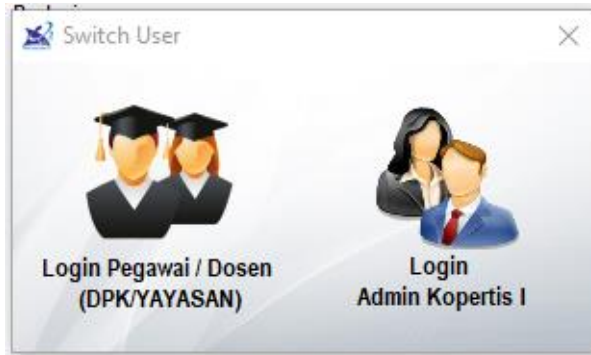 Switch User
Login Pegawai / Dosen
(DPK/YAYASAN)
Login
Admin Kopertis I